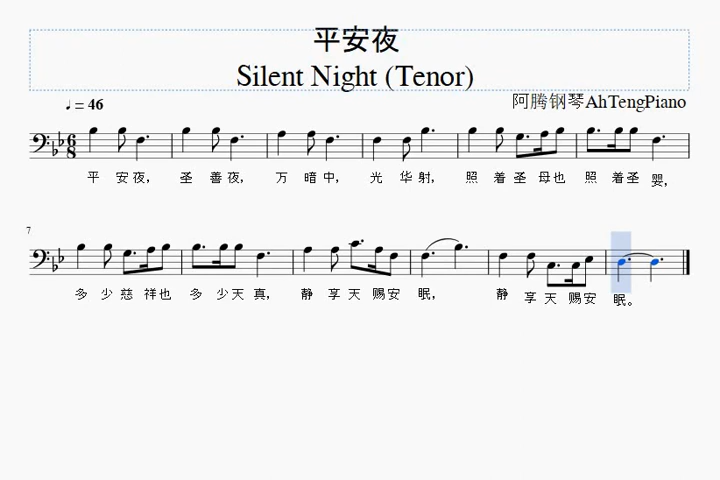 平安夜
Silent Night (Tenor)
♩ = 46
阿腾钢琴AhTengPiano
6
8
平 安夜, 圣 善夜, 万 暗中, 光 华射, 照 着圣 母也 照 着圣 婴,
7
多 少慈 祥也 多 少天 真, 静 享天 赐安 眠, 静 享天 赐安 眠。